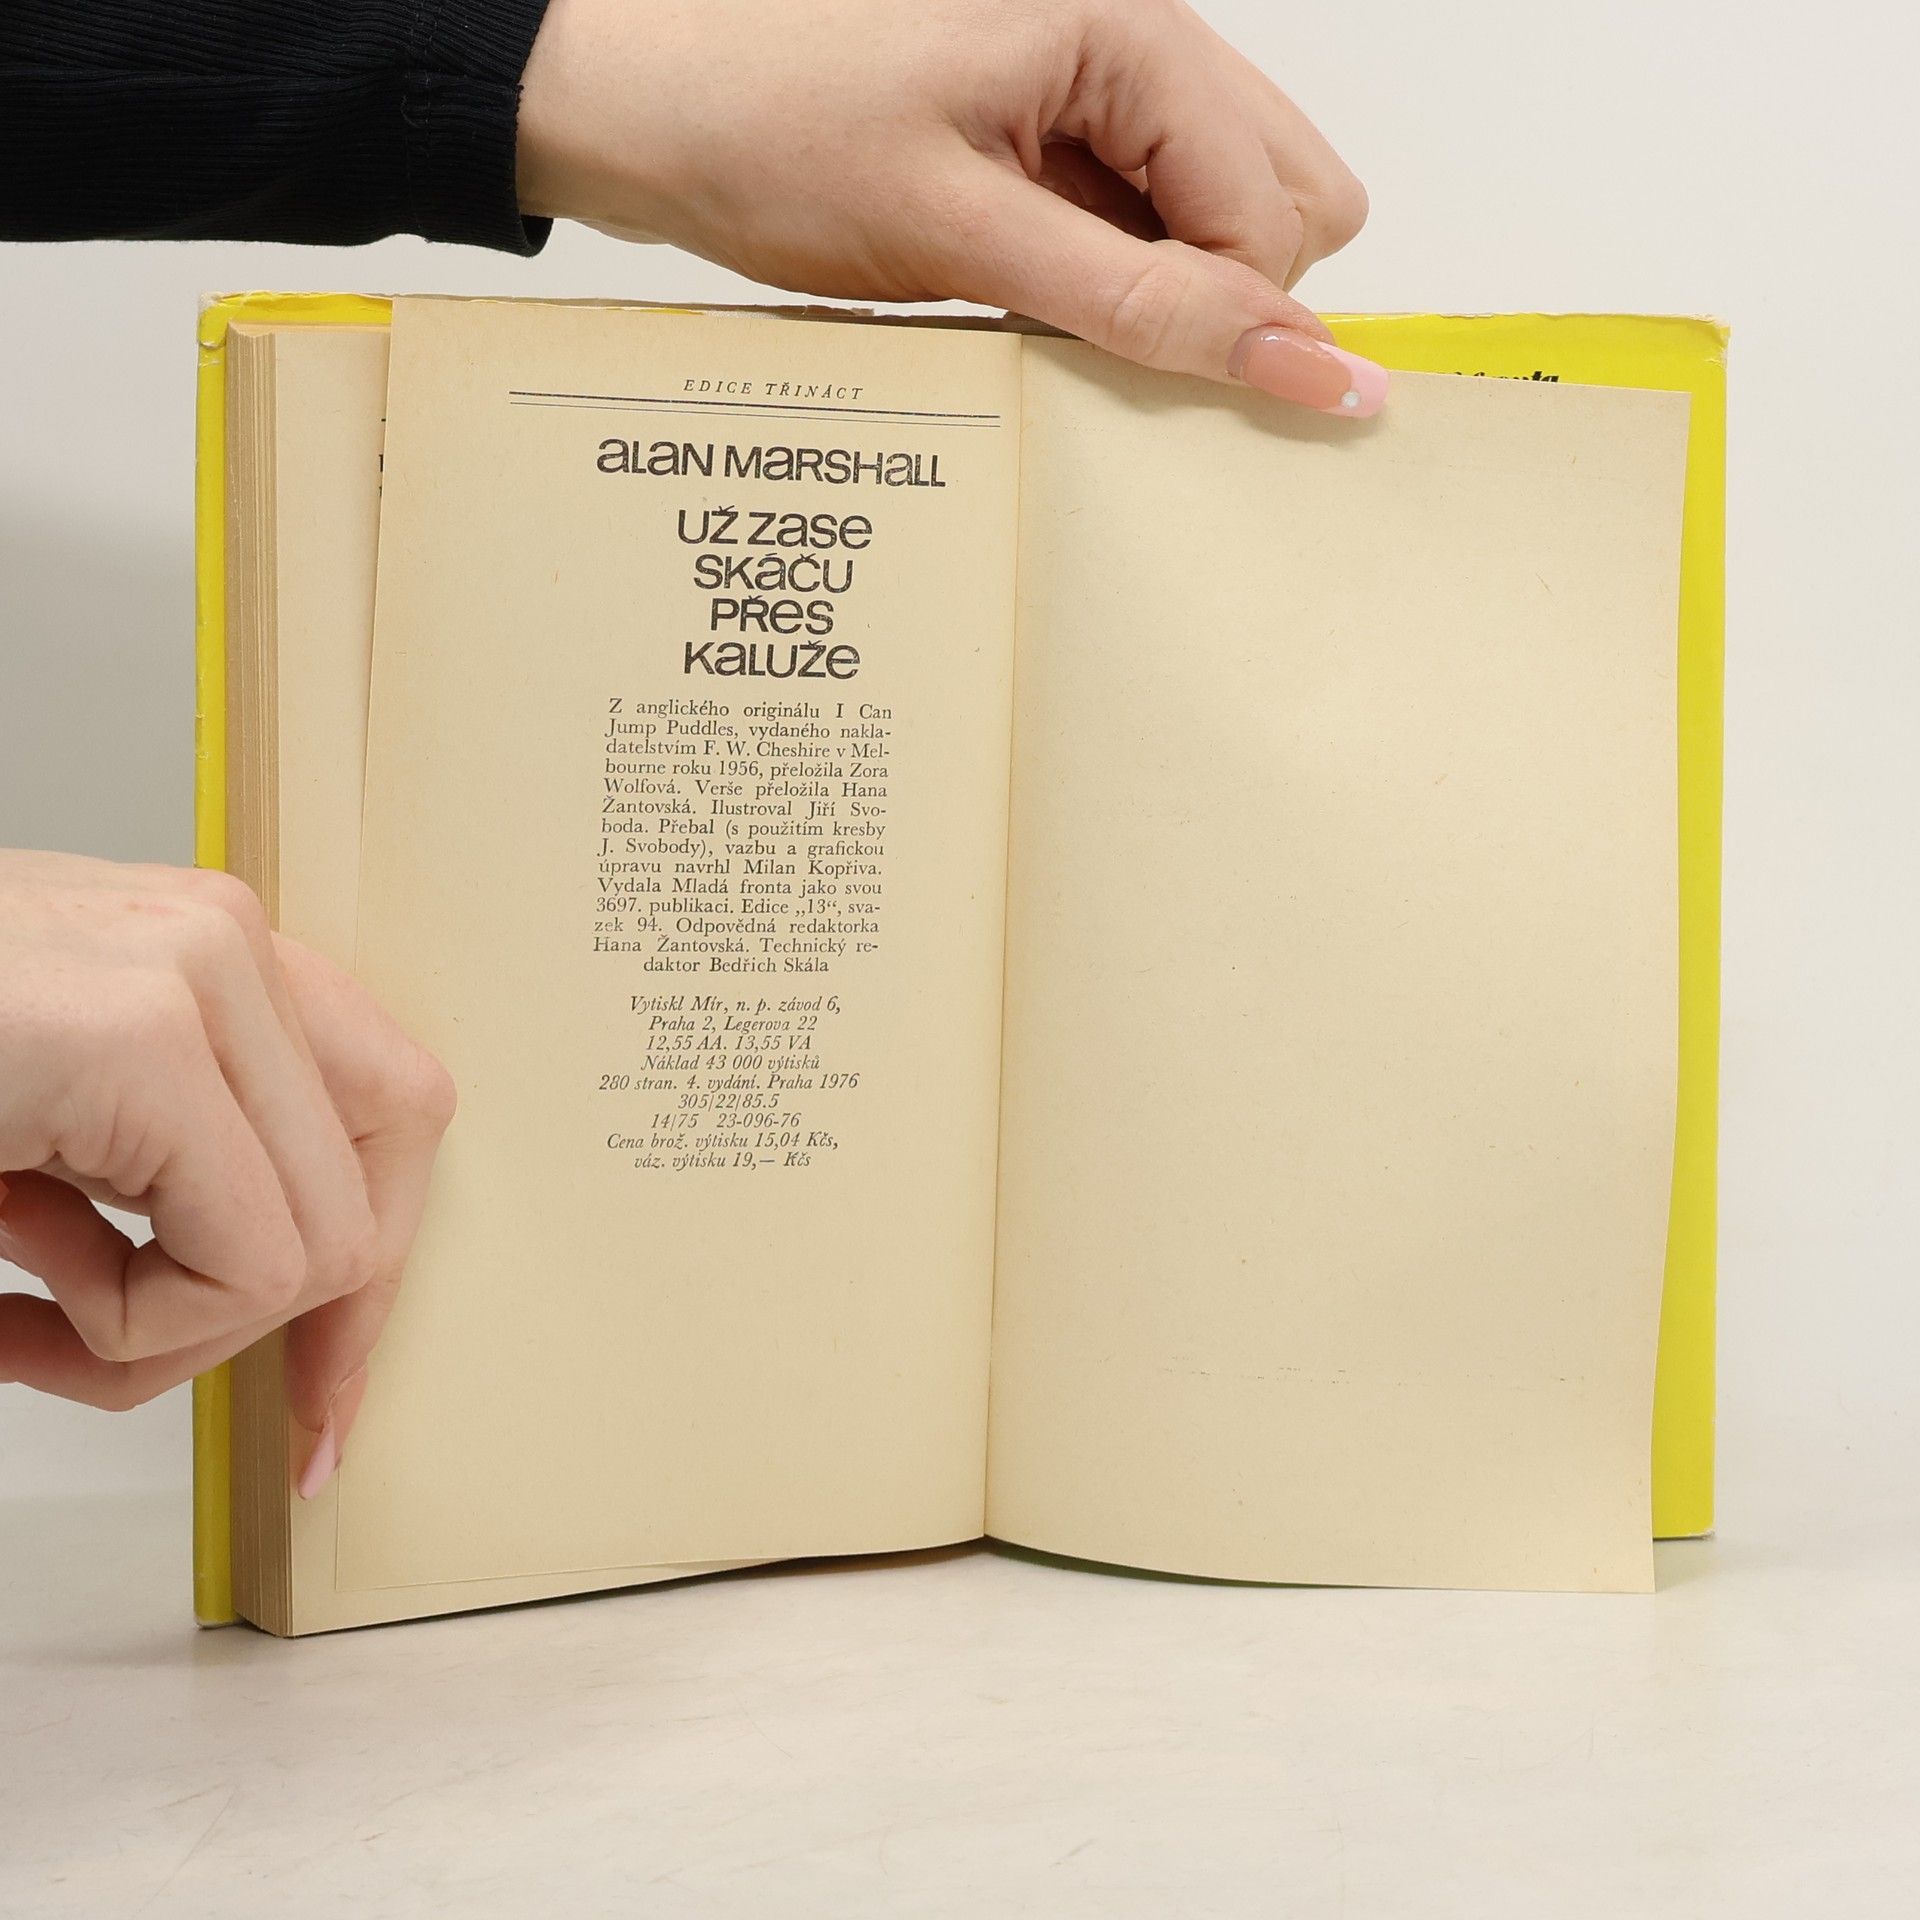 EDICE TŘINÁCT
ALAN MARSHALL
UŽ ZASE
SKÁČU
PŘES
KALUŽE
Z anglického originálu I Can
Jump Puddles, vydaného nakla-
datelstvím F. W. Cheshire v Mel-
bourne roku 1956, přeložila Zora
Wolfová. Verše přeložila Hana
Žantovská. Ilustroval Jiří Svo-
boda. Přebal (s použitím kresby
J. Svobody), vazbu a grafickou
úpravu navrhl Milan Kopřiva.
Vydala Mladá fronta jako svou
3697. publikaci. Edice „13“, sva-
zek 94. Odpovědná redaktorka
Hana Žantovská. Technický re-
daktor Bedřich Skála
Vytiskl Mír, n. p. závod 6,
Praha 2, Legerova 22
12,55 AA. 13,55 VA
Náklad 43 000 výtisků
280 stran. 4. vydání. Praha 1976
305/22/85.5
14/75 23-096-76
Cena brož. výtisku 15,04 Kčs,
váz. výtisku 19,— Kčs